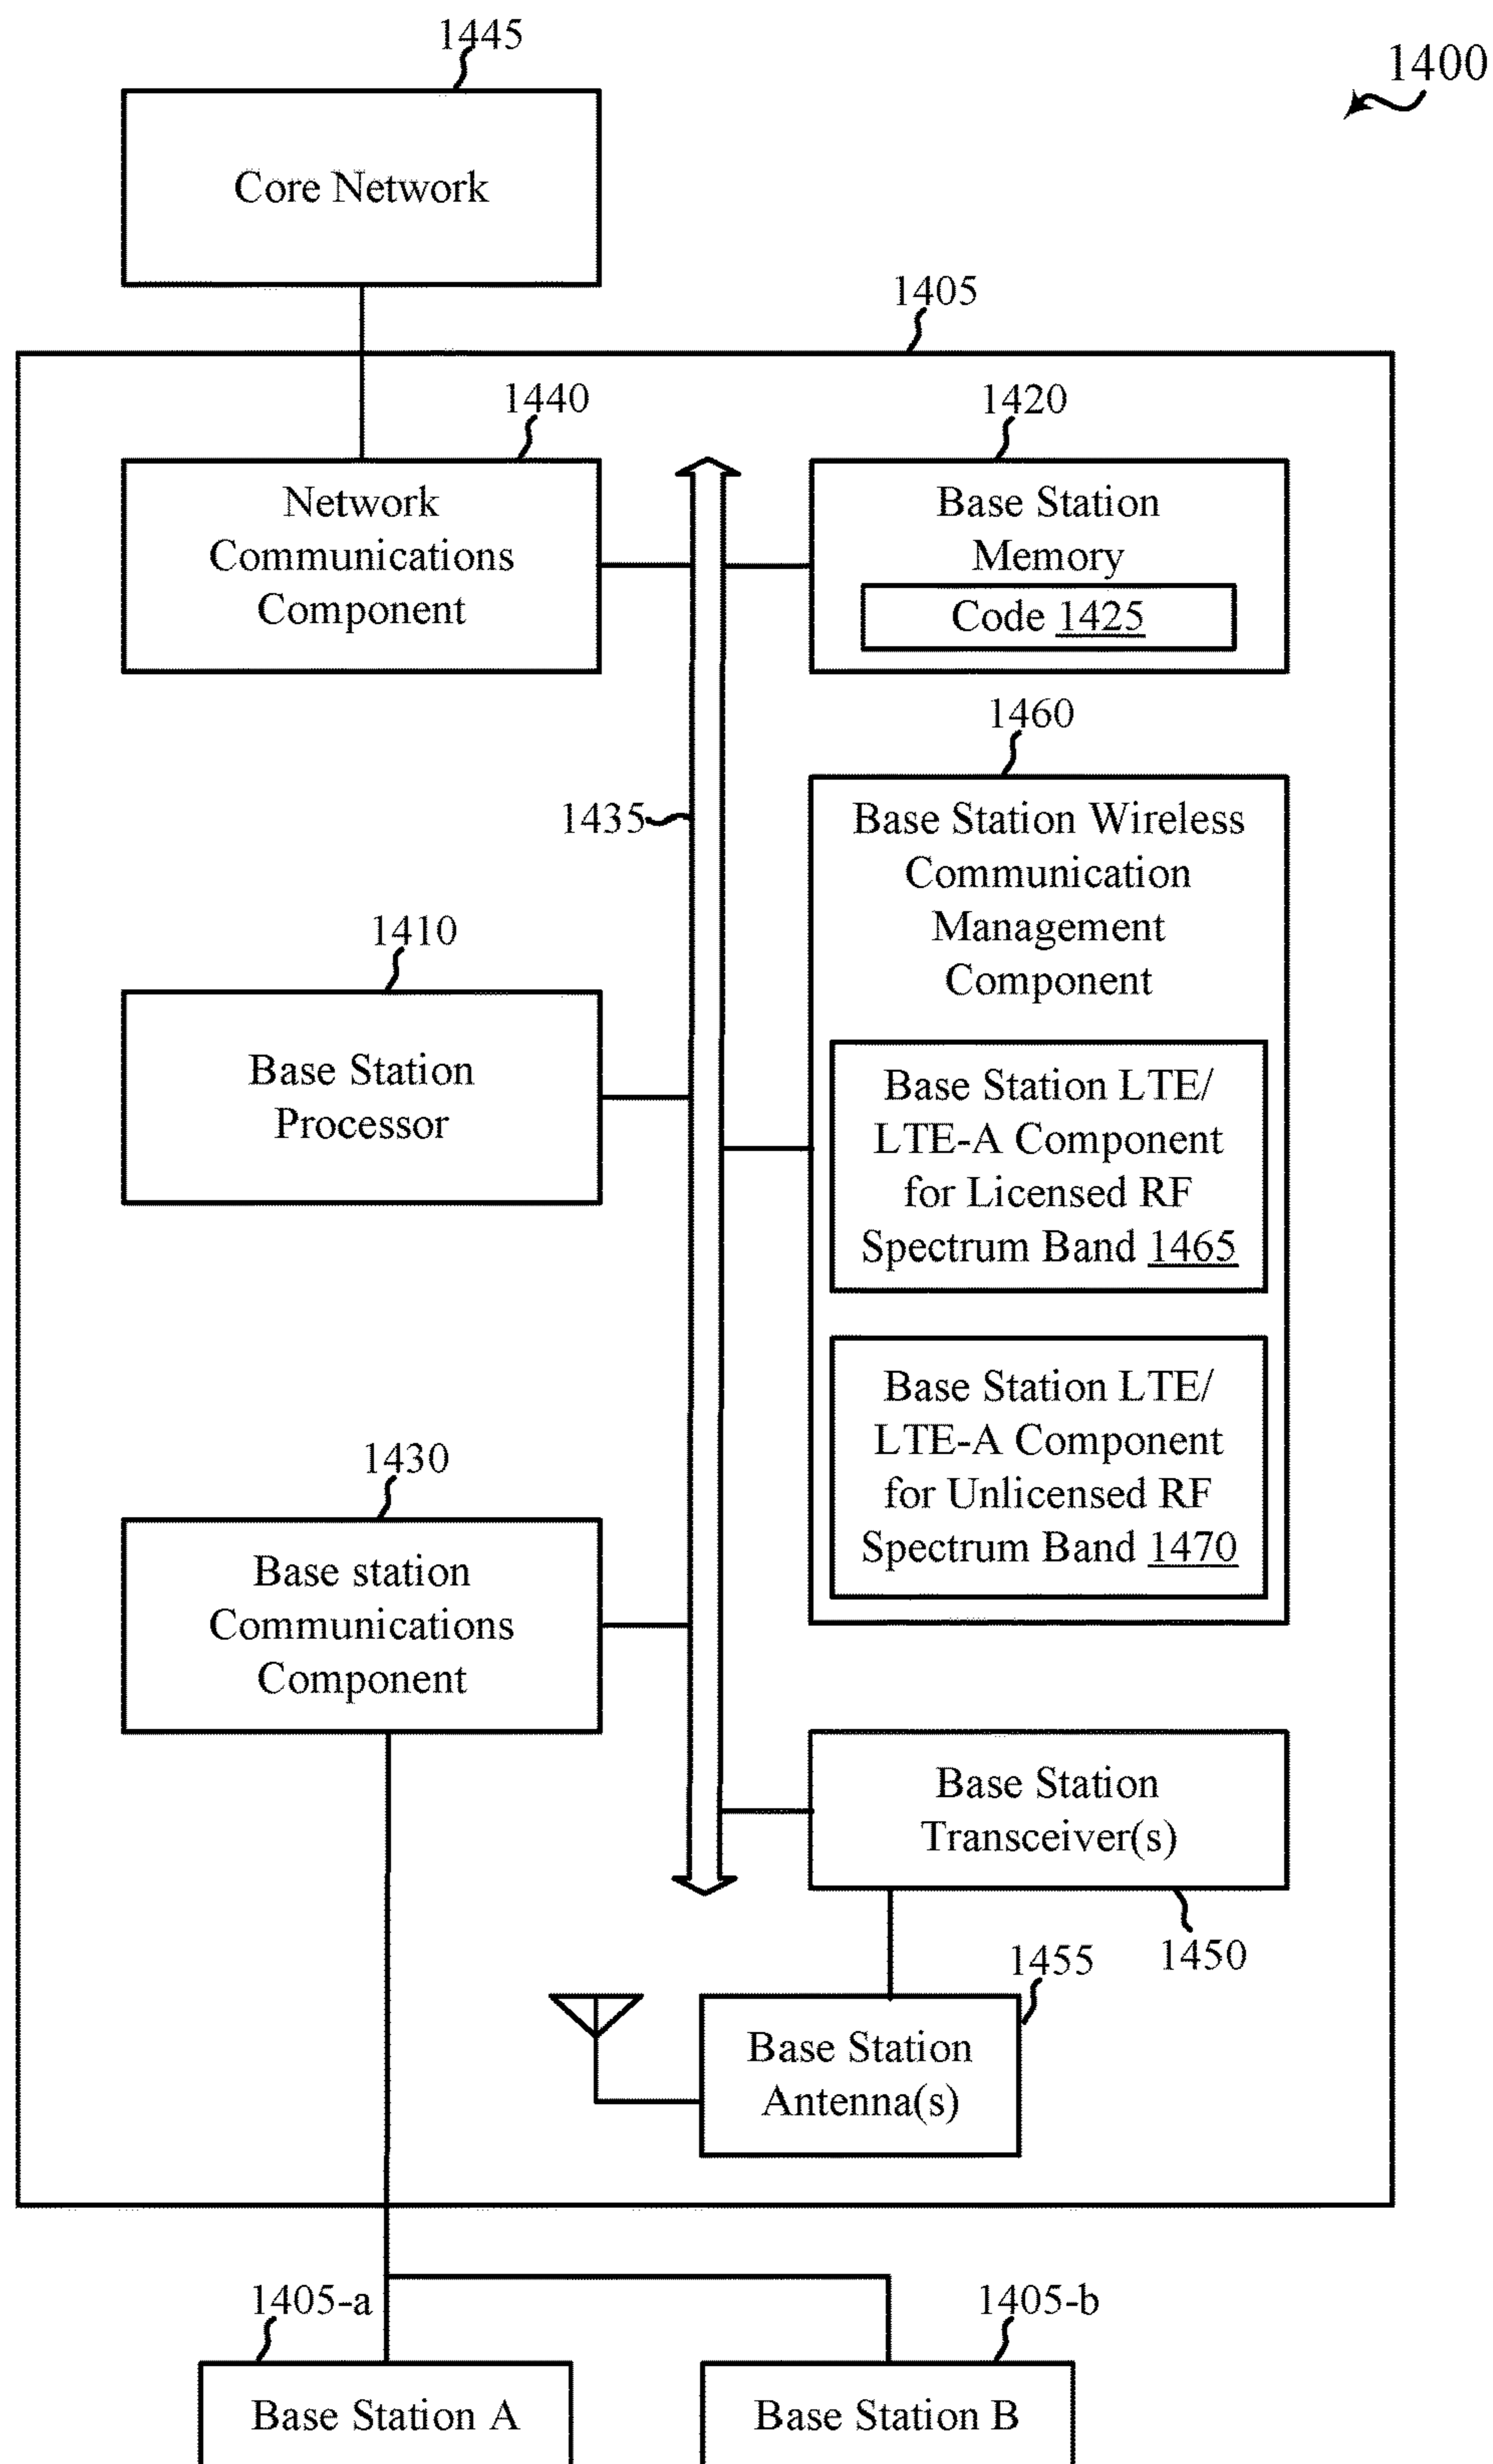 1445
1400
Core Network
1405
1440
1420
Network
Communications
Component
Base Station
Memory
Code 1425
1460
1435
Base Station Wireless
Communication
Management
Component
1410
Base Station
Processor
Base Station LTE/
LTE-A Component
for Licensed RF
Spectrum Band 1465
Base Station LTE/
LTE-A Component
for Unlicensed RF
Spectrum Band 1470
1430
Base station
Communications
Component
Base Station
Transceiver(s)
1450
1455
Base Station
Antenna(s)
1405-a
1405-b
Base Station A
Base Station B